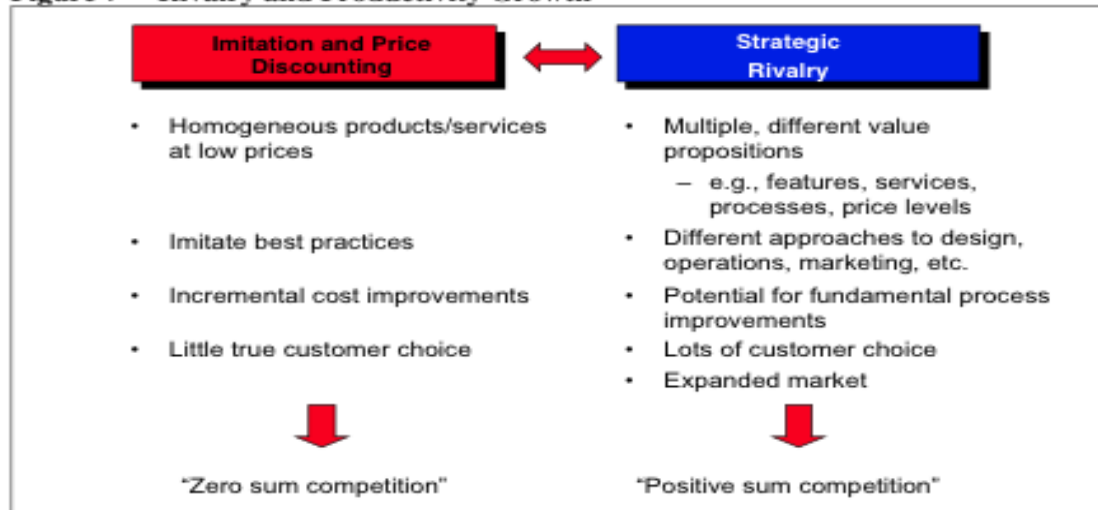 Imitation and Price
Discounting
Strategic
Rivalry
• Homogeneous products/services
at low prices
• Imitate best practices
• Incremental cost improvements
• Little true customer choice
• Multiple, different value
propositions
– e.g., features, services,
processes, price levels
• Different approaches to design,
operations, marketing, etc.
• Potential for fundamental process
improvements
• Lots of customer choice
• Expanded market
“Zero sum competition”
“Positive sum competition”